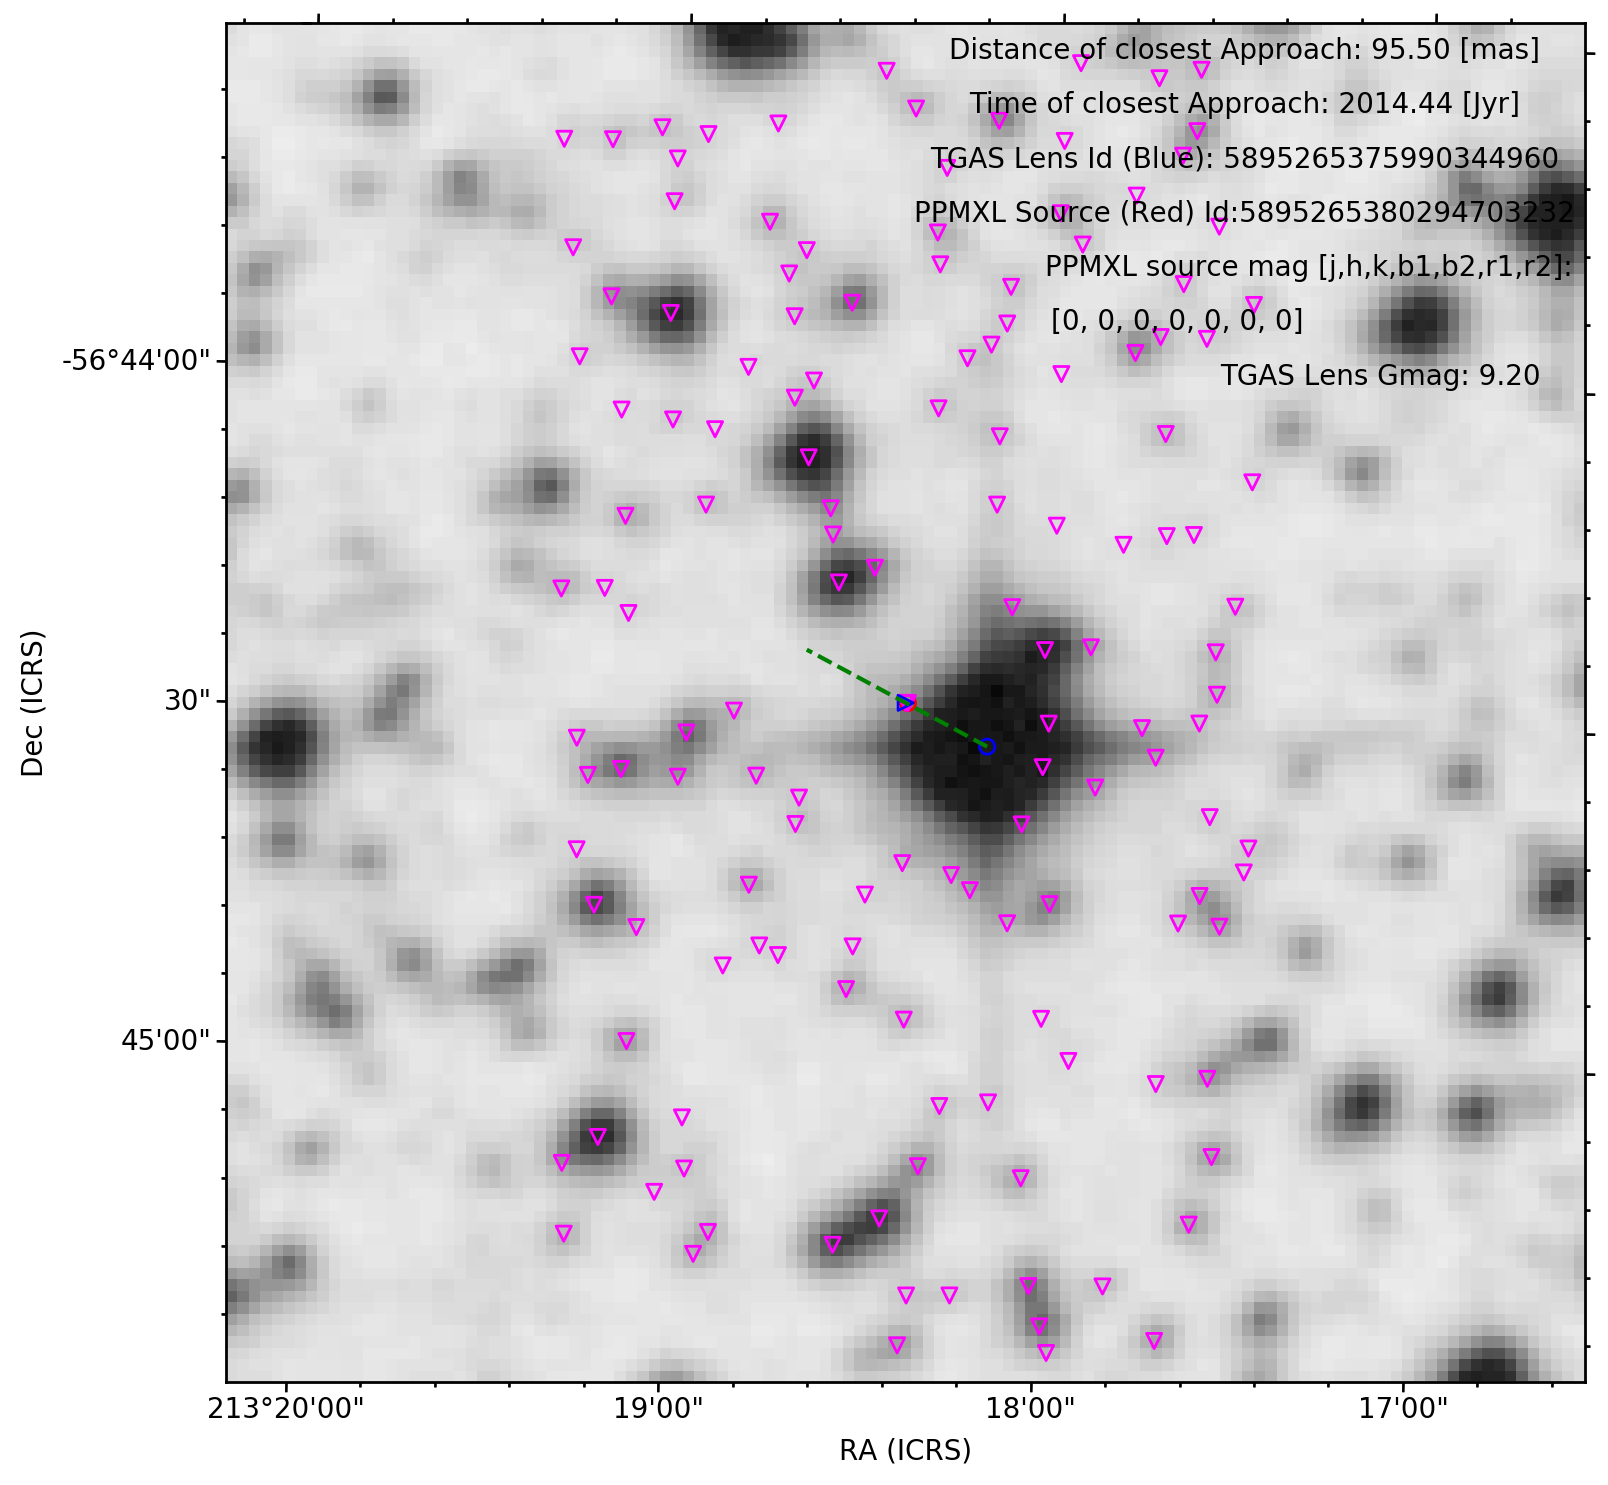 Distance of closest Approach: 95.50 [mas]
Time of closest Approach: 2014.44 [Jyr]
TGAS Lens Id (Blue): 5895265375990344960
PPMXL Source (Red) Id:5895265380294703232
PPMXL source mag [j,h,k,b1,b2,r1,r2]:
[0, 0, 0, 0, 0, 0, 0]
TGAS Lens Gmag: 9.20
-56°44'00"
30"
45'00"
Dec (ICRS)
213°20'00" 19'00" 18'00" 17'00"
RA (ICRS)